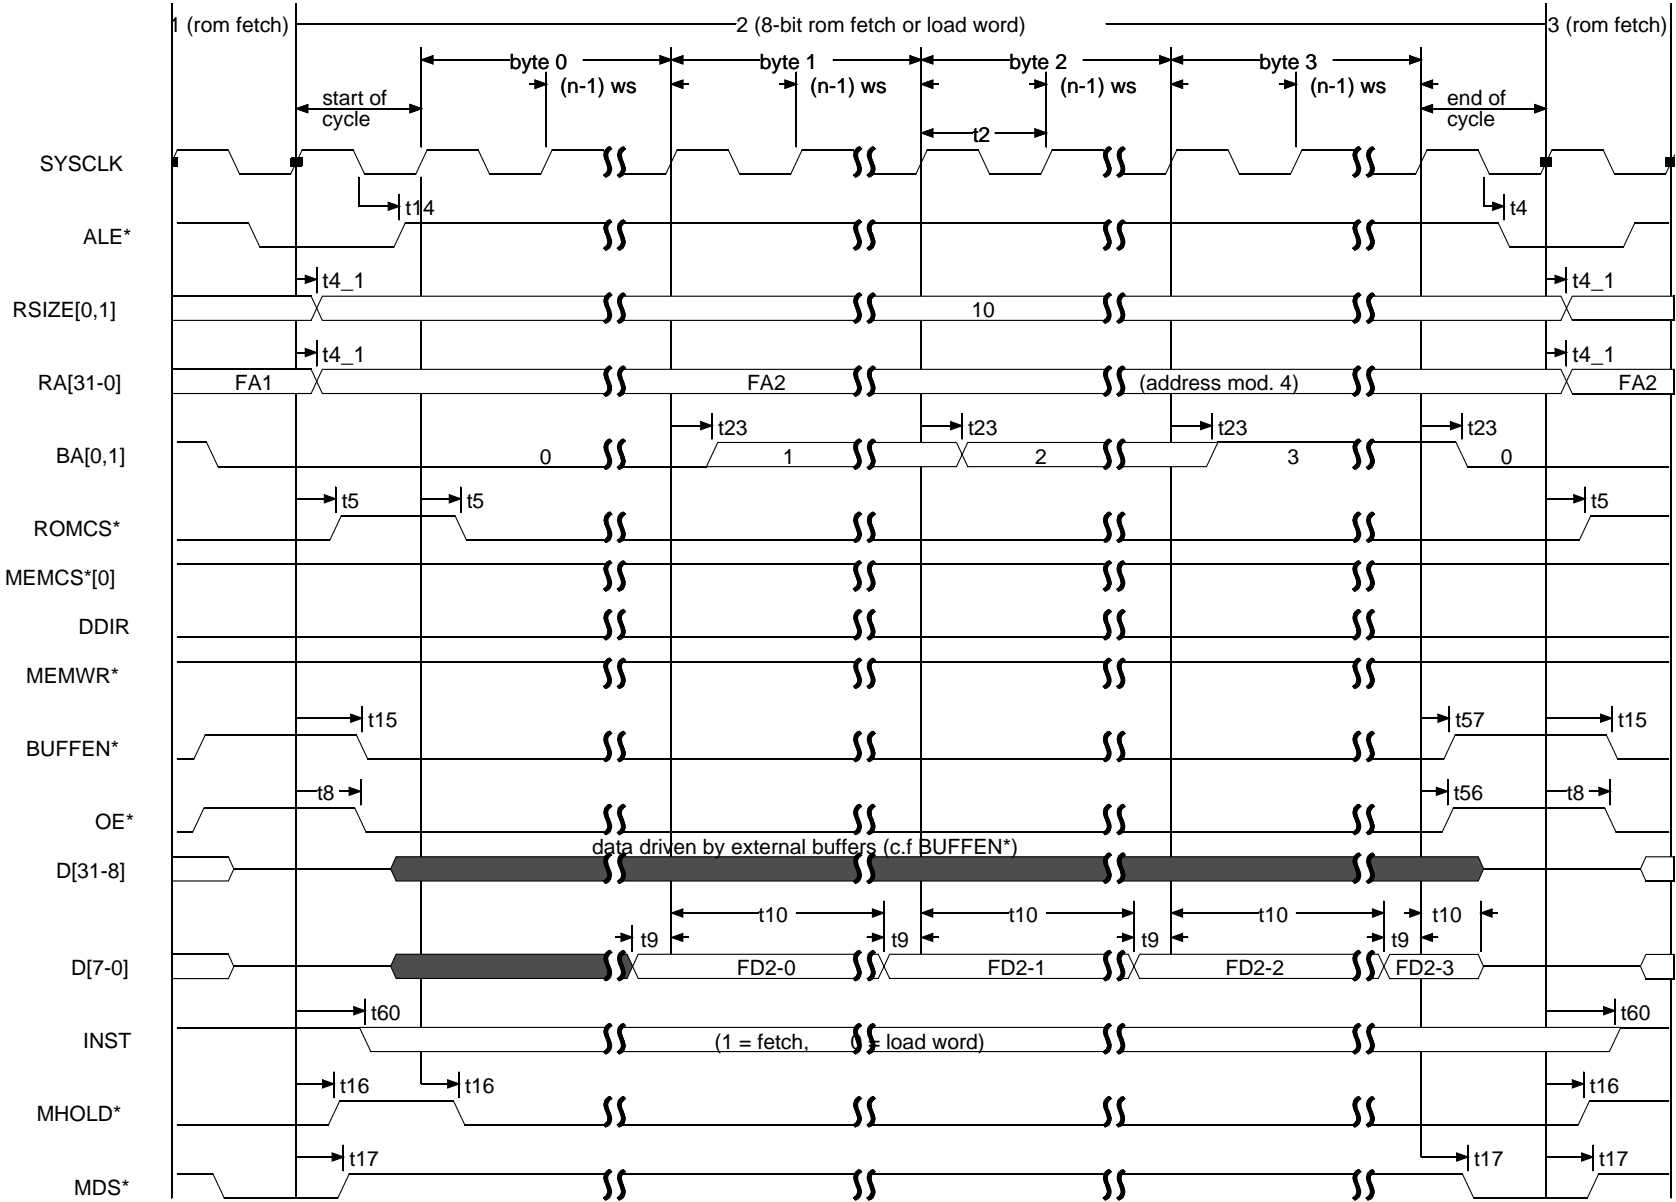 1 (rom fetch) 2 (8-bit rom fetch or load word) 3 (rom fetch)
byte 0 byte 1 byte 2 byte 3
(n-1) ws (n-1) ws (n-1) ws (n-1) ws
start of cycle end of cycle
t2
SYSCLK
t14 t4
ALE*
t4_1 t4_1
RSIZE[0,1] 10
t4_1 t4_1
RA[31-0] FA1 FA2 (address mod. 4) FA2
t23 t23 t23 t23
BA[0,1] 0 1 2 3 0
t5 t5 t5
ROMCS*
MEMCS*[0]
DDIR
MEMWR*
t15 t57 t15
BUFFEN*
t8 t56 t8
OE*
data driven by external buffers (c.f BUFFEN*)
D[31-8]
t10 t10 t10 t10
t9 t9 t9 t9
D[7-0] FD2-0 FD2-1 FD2-2 FD2-3
t60 t60
INST (1 = fetch, 0 = load word)
t16 t16 t16
MHOLD*
t17 t17 t17
MDS*